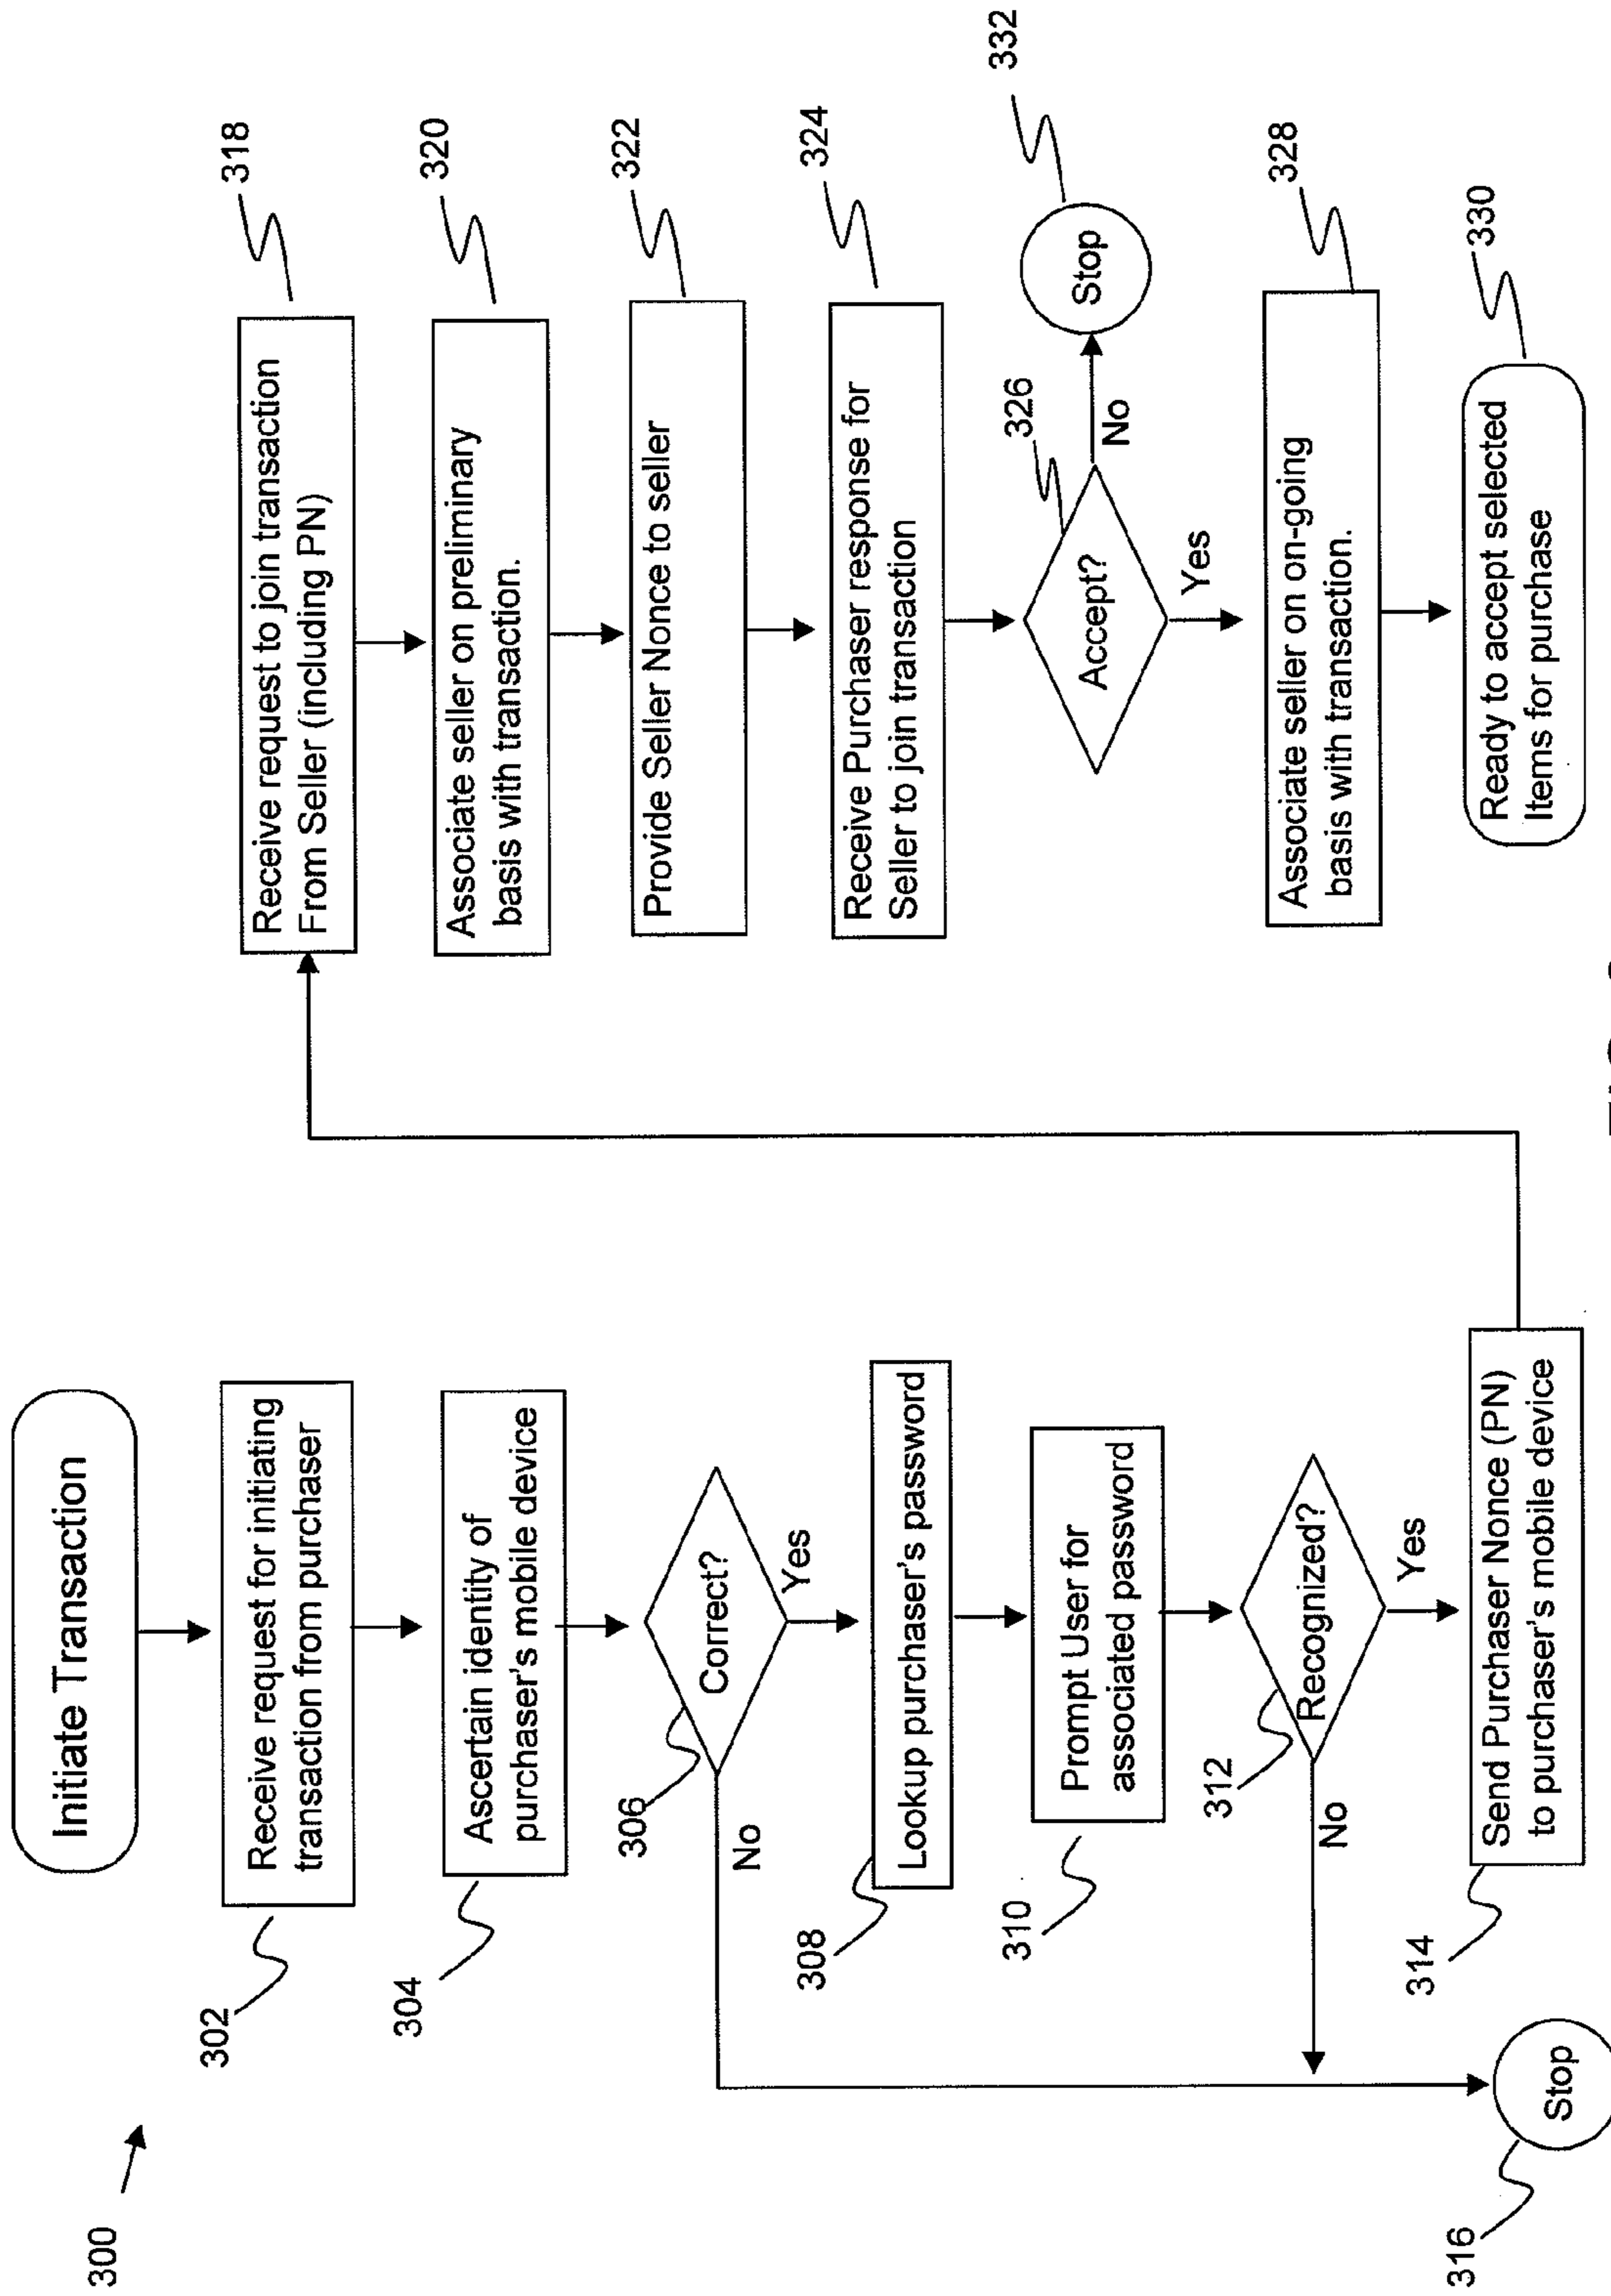 300
Initiate Transaction
302
Receive request for initiating
transaction from purchaser
304
Ascertain identity of
purchaser's mobile device
306
Correct?
No
Yes
308
Lookup purchaser's password
310
Prompt User for
associated password
312
Recognized?
No
Yes
314
Send Purchaser Nonce (PN)
to purchaser's mobile device
316
Stop
318
Receive request to join transaction
From Seller (including PN)
320
Associate seller on preliminary
basis with transaction.
322
Provide Seller Nonce to seller
324
Receive Purchaser response for
Seller to join transaction
326
Accept?
No
Stop
332
Yes
328
Associate seller on on-going
basis with transaction.
330
Ready to accept selected
Items for purchase